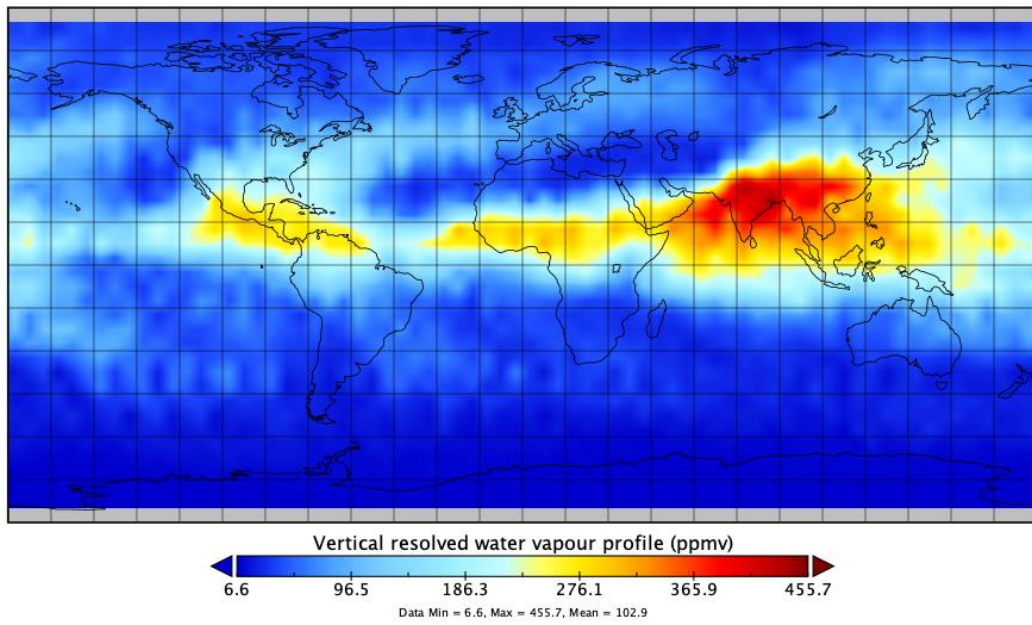 Vertical resolved water vapour profile (ppmv)
6.6 96.5 186.3 276.1 365.9 455.7
Data Min = 6.6, Max = 455.7, Mean = 102.9